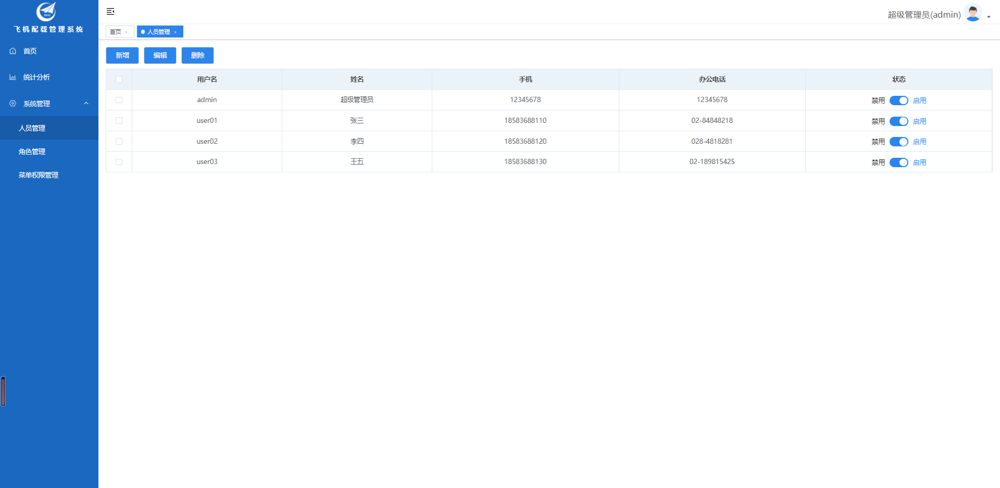 飞机配载管理系统
首页
统计分析
系统管理
人员管理
角色管理
菜单权限管理
超级管理员(admin)
首页 × 人员管理 ×
新增 编辑 删除
用户名 姓名 手机 办公电话 状态
admin 超级管理员 12345678 12345678 禁用 启用
user01 张三 18583688110 02-84848218 禁用 启用
user02 李四 18583688120 028-4818281 禁用 启用
user03 王五 18583688130 02-189815425 禁用 启用